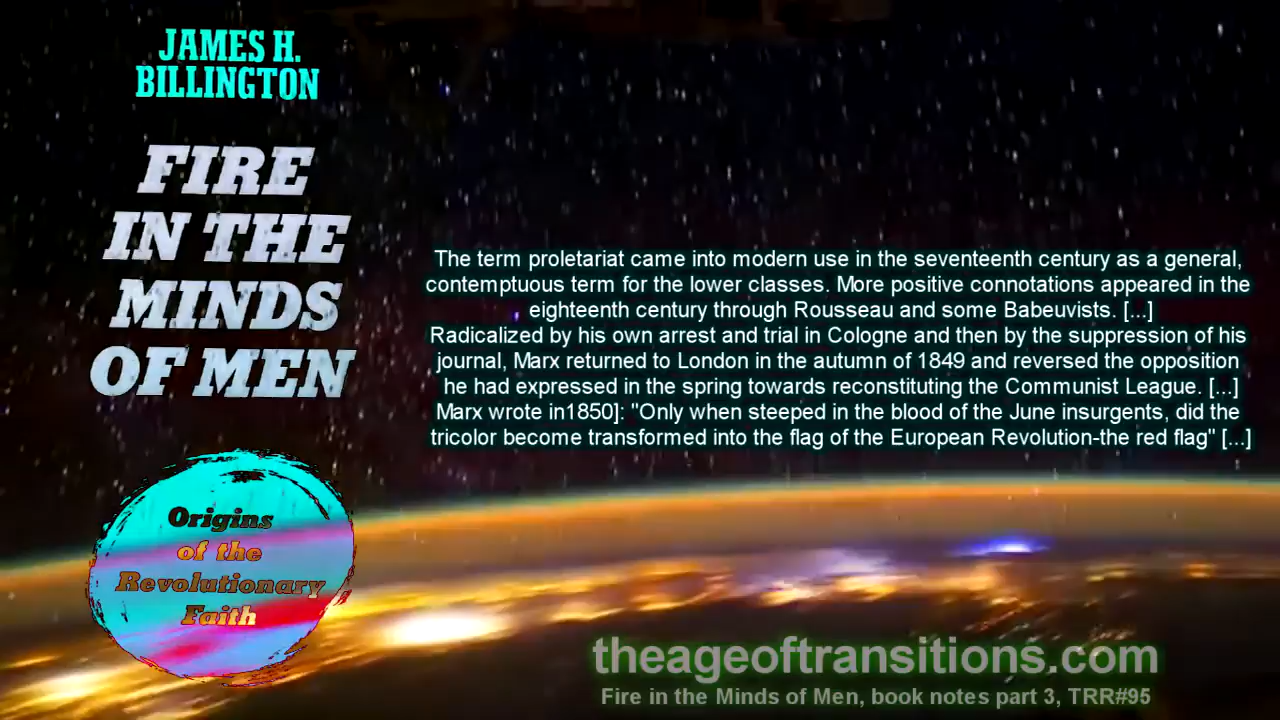 JAMES H.
BILLINGTON
FIRE
IN THE
MINDS
OF MEN
Origins
of the
Revolutionary
Faith
The term proletariat came into modern use in the seventeenth century as a general,
contemptuous term for the lower classes. More positive connotations appeared in the
eighteenth century through Rousseau and some Babeuvists. [...]
Radicalized by his own arrest and trial in Cologne and then by the suppression of his
journal, Marx returned to London in the autumn of 1849 and reversed the opposition
he had expressed in the spring towards reconstituting the Communist League. [...]
Marx wrote in1850]: "Only when steeped in the blood of the June insurgents, did the
tricolor become transformed into the flag of the European Revolution-the red flag" [...]
theageoftransitions.com
Fire in the Minds of Men, book notes part 3, TRR#95